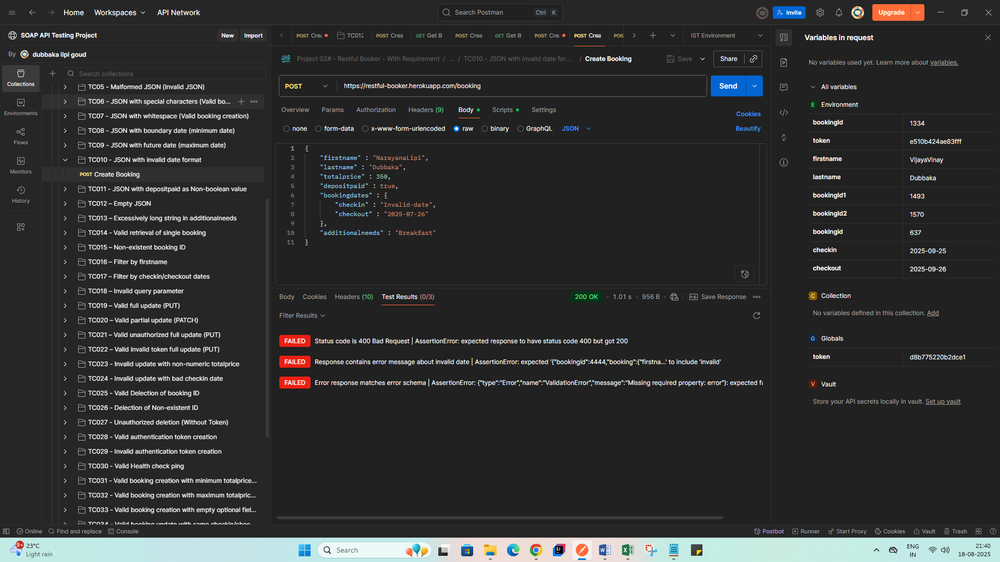 Home
Workspaces
API Network
Search Postman
Ctrl
K
Invite
Upgrade
SOAP API Testing Project
New
Import
By dubbaka lipi goud
Search collections
Collections
Environments
Flows
Monitors
History
TC05 - Malformed JSON (Invalid JSON)
TC06 - JSON with special characters (Valid bo...
TC07 - JSON with whitespace (Valid booking creation)
TC08 - JSON with boundary date (minimum date)
TC09 - JSON with future date (maximum date)
TC010 - JSON with invalid date format
POST Create Booking
TC011 - JSON with depositpaid as Non-boolean value
TC012 – Empty JSON
TC013 – Excessively long string in additionalneeds
TC014 - Valid retrieval of single booking
TC015 – Non-existent booking ID
TC016 – Filter by firstname
TC017 – Filter by checkin/checkout dates
TC018 – Invalid query parameter
TC019 – Valid full update (PUT)
TC020 – Valid partial update (PATCH)
TC021 – Valid unauthorized full update (PUT)
TC022 – Valid invalid token full update (PUT)
TC023 - Invalid update with non-numeric totalprice
TC024 - Invalid update with bad checkin date
TC025 - Valid Delection of booking ID
TC026 - Delection of Non-existent ID
TC027 - Unauthorized deletion (Without Token)
TC028 - Valid authentication token creation
TC029 - Invalid authentication token creation
TC030 - Valid Health check ping
TC031 - Valid booking creation with minimum totalprice...
TC032 - Valid booking creation with maximum totalpric...
TC033 - Valid booking creation with empty optional fiel...
TC034 - Valid booking update with same checkin/chec...
POST Crea
TC012
POST Crea
GET Get B
POST Crea
GET Get B
POST Crea
POST Crea
POS
IST Environment
HTTP
Project 02# - Restful Booker - With Requirement / ... / TC010 - JSON with invalid date for... / Create Booking
Save
Share
POST
https://restful-booker.herokuapp.com/booking
Send
Overview
Params
Authorization
Headers (9)
Body
Scripts
Settings
Cookies
none
form-data
x-www-form-urlencoded
raw
binary
GraphQL
JSON
Beautify
1 {
2 "firstname" : "NarayanaLipi",
3 "lastname" : "Dubbaka",
4 "totalprice" : 350,
5 "depositpaid" : true,
6 "bookingdates" : {
7 "checkin" : "Invalid-date",
8 "checkout" : "2025-07-26"
9 },
10 "additionalneeds" : "Breakfast"
11 }
Body
Cookies
Headers (10)
Test Results (0/3)
200 OK
1.01 s
956 B
e.g. Save Response
Filter Results
FAILED Status code is 400 Bad Request | AssertionError: expected response to have status code 400 but got 200
FAILED Response contains error message about invalid date | AssertionError: expected '{"bookingid":4444,"booking":{"firstna...' to include 'invalid'
FAILED Error response matches error schema | AssertionError: {"type":"Error","name":"ValidationError","message":"Missing required property: error"}: expected fa
Variables in request
No variables used yet. Learn more about variables.
All variables
E Environment
bookingId 1334
token e510b424ae83fff
firstname VijayaVinay
lastname Dubbaka
bookingId1 1493
bookingId2 1570
bookingid 637
checkin 2025-09-25
checkout 2025-09-26
C Collection
No variables defined in this collection. Add
G Globals
token d8b775220b2dce1
V Vault
Store your API secrets locally in vault. Set up vault
Online
Find and replace
Console
Postbot
Runner
Start Proxy
Cookies
Vault
Trash
9+
23°C
Light rain
Search
ENG
IN
21:40
18-08-2025